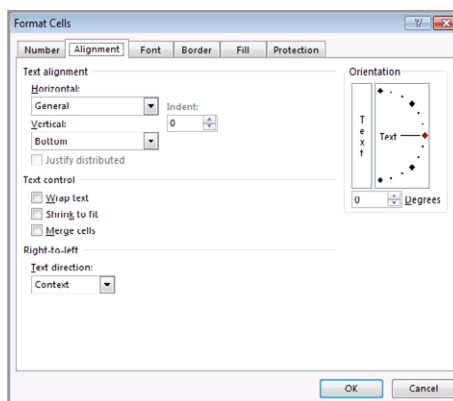 Format Cells
Number Alignment Font Border Fill Protection
Text alignment
Horizontal:
General
Indent:
Vertical:
0
Bottom
Justify distributed
Text control
Wrap text
Shrink to fit
Merge cells
Right-to-left
Text direction:
Context
Orientation
Text
Text
0 Degrees
OK Cancel